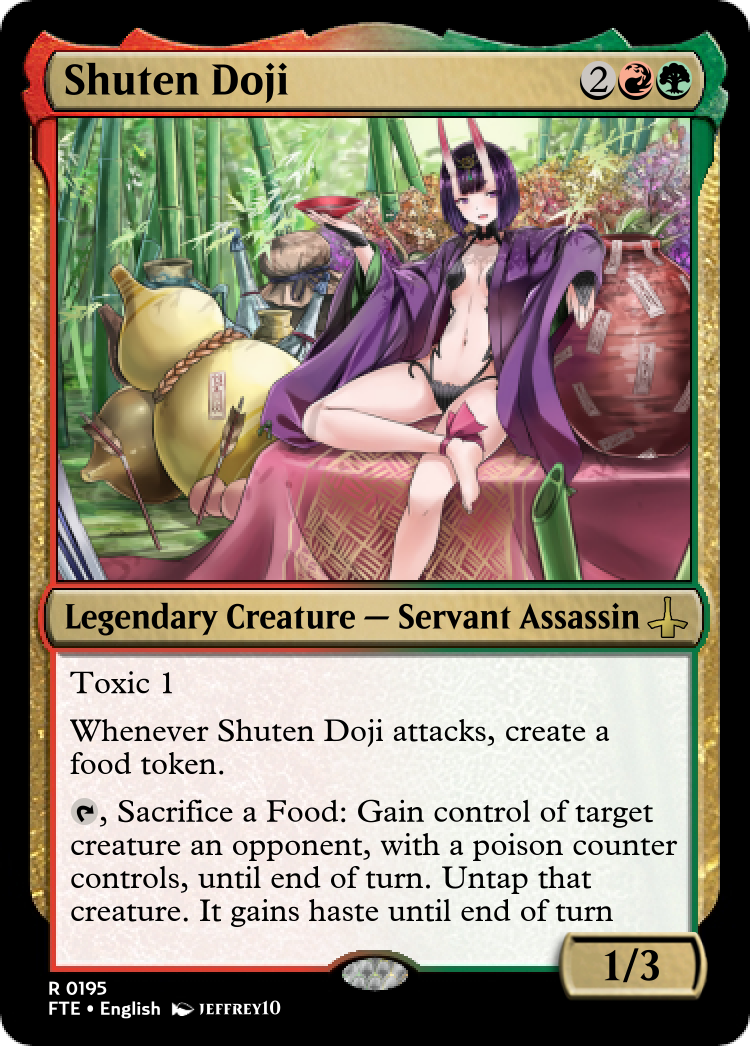 Shuten Doji
2
Legendary Creature — Servant Assassin
Toxic 1
Whenever Shuten Doji attacks, create a
food token.
, Sacrifice a Food: Gain control of target
creature an opponent, with a poison counter
controls, until end of turn. Untap that
creature. It gains haste until end of turn
1/3
R 0195
FTE • English JEFFREY10